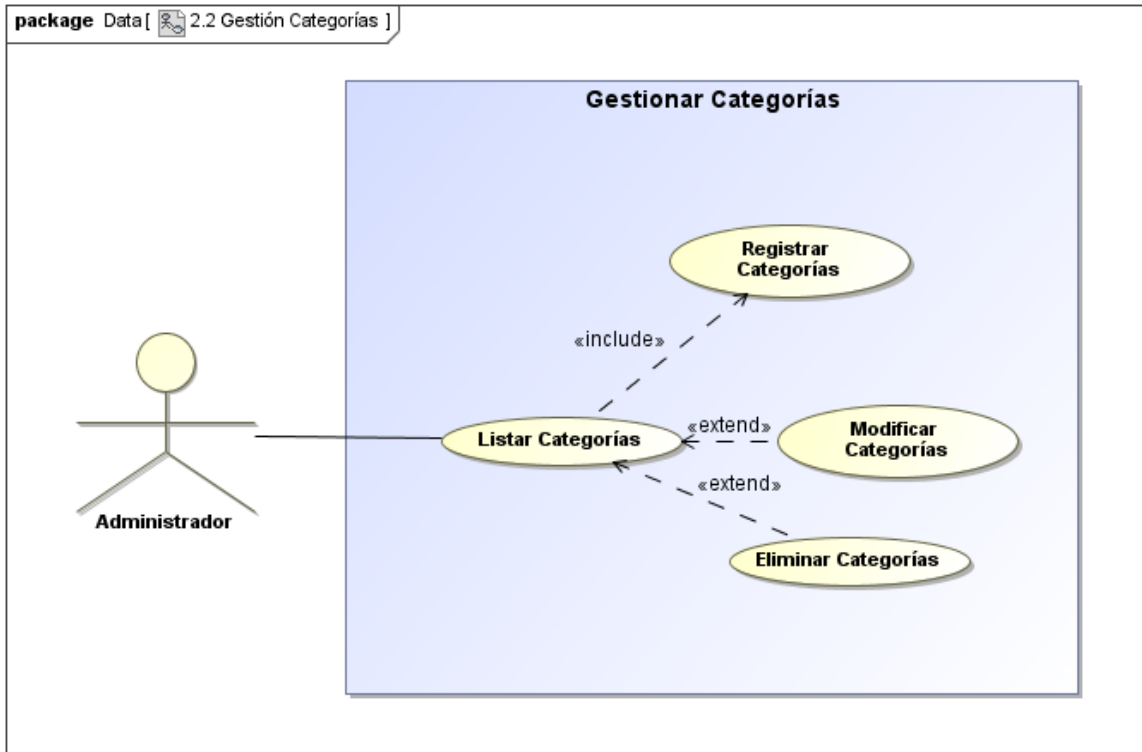 package Data [ 2.2 Gestión Categorías ]
Gestionar Categorías
Registrar
Categorías
«include»
Listar Categorías
«extend»
Modificar
Categorías
«extend»
Eliminar Categorías
Administrador